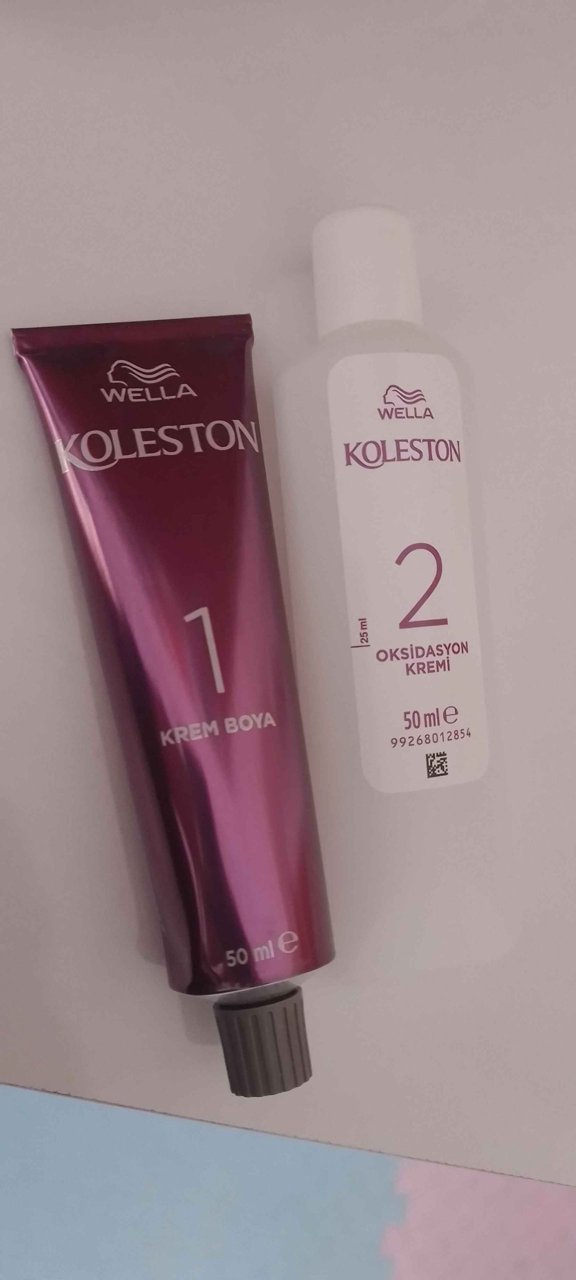 WELLA
KOLESTON
1
KREM BOYA
50 ml e
WELLA
KOLESTON
2
25 ml
OKSİDASYON
KREMİ
50 ml e
99268012854